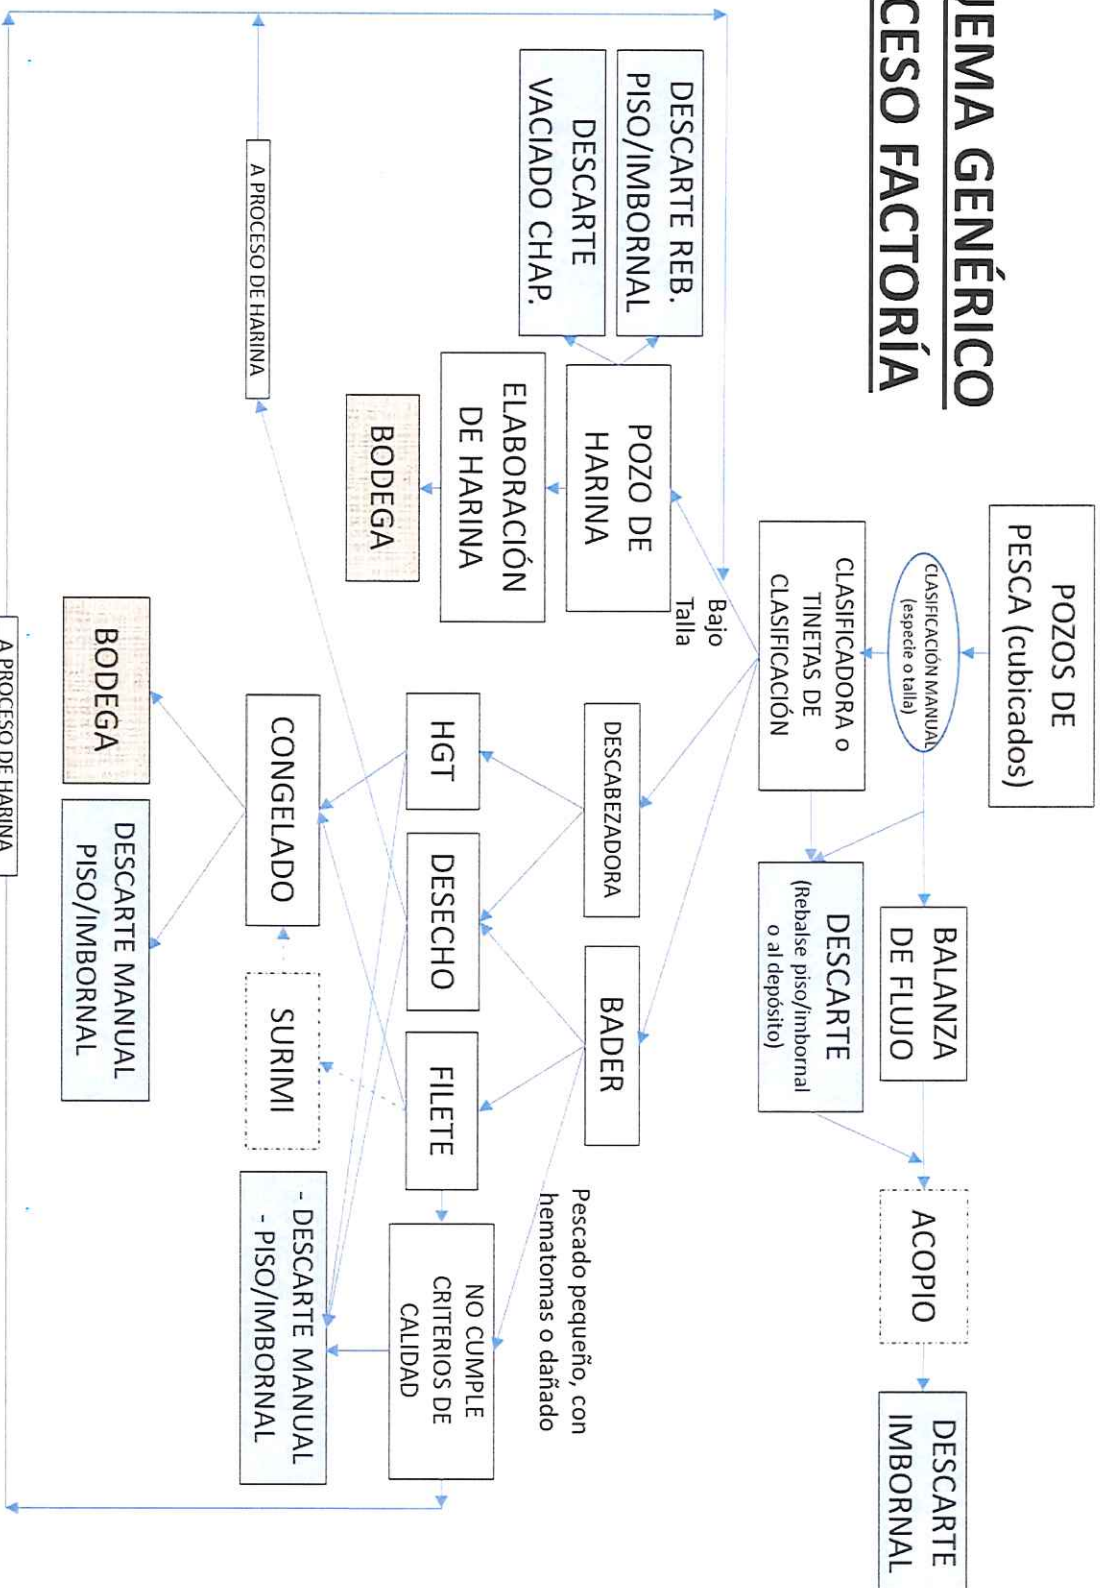 UEMA GENÉRICO
CESO FACTORÍA
POZOS DE
PESCA (cubicados)
CLASIFICACIÓN MANUAL
(especie o talla)
BALANZA
DE FLUJO
ACOPIO
DESCARTE
IMBORNAL
CLASIFICADORA o
TINETAS DE
CLASIFICACIÓN
DESCARTE
(Rebalse piso/imbornal
o al depósito)
Bajo
Talla
DESCARTE REB.
PISO/IMBORNAL
DESCARTE
VACIADO CHAP.
POZO DE
HARINA
DESCABEZADORA
BADER
Pescado pequeño, con
hematomas o dañado
ELABORACIÓN
DE HARINA
HGT
DESECHO
FILETE
NO CUMPLE
CRITERIOS DE
CALIDAD
BODEGA
A PROCESO DE HARINA
CONGELADO
SURIMI
- DESCARTE MANUAL
- PISO/IMBORNAL
BODEGA
DESCARTE MANUAL
PISO/IMBORNAL
A PROCESO DE HARINA